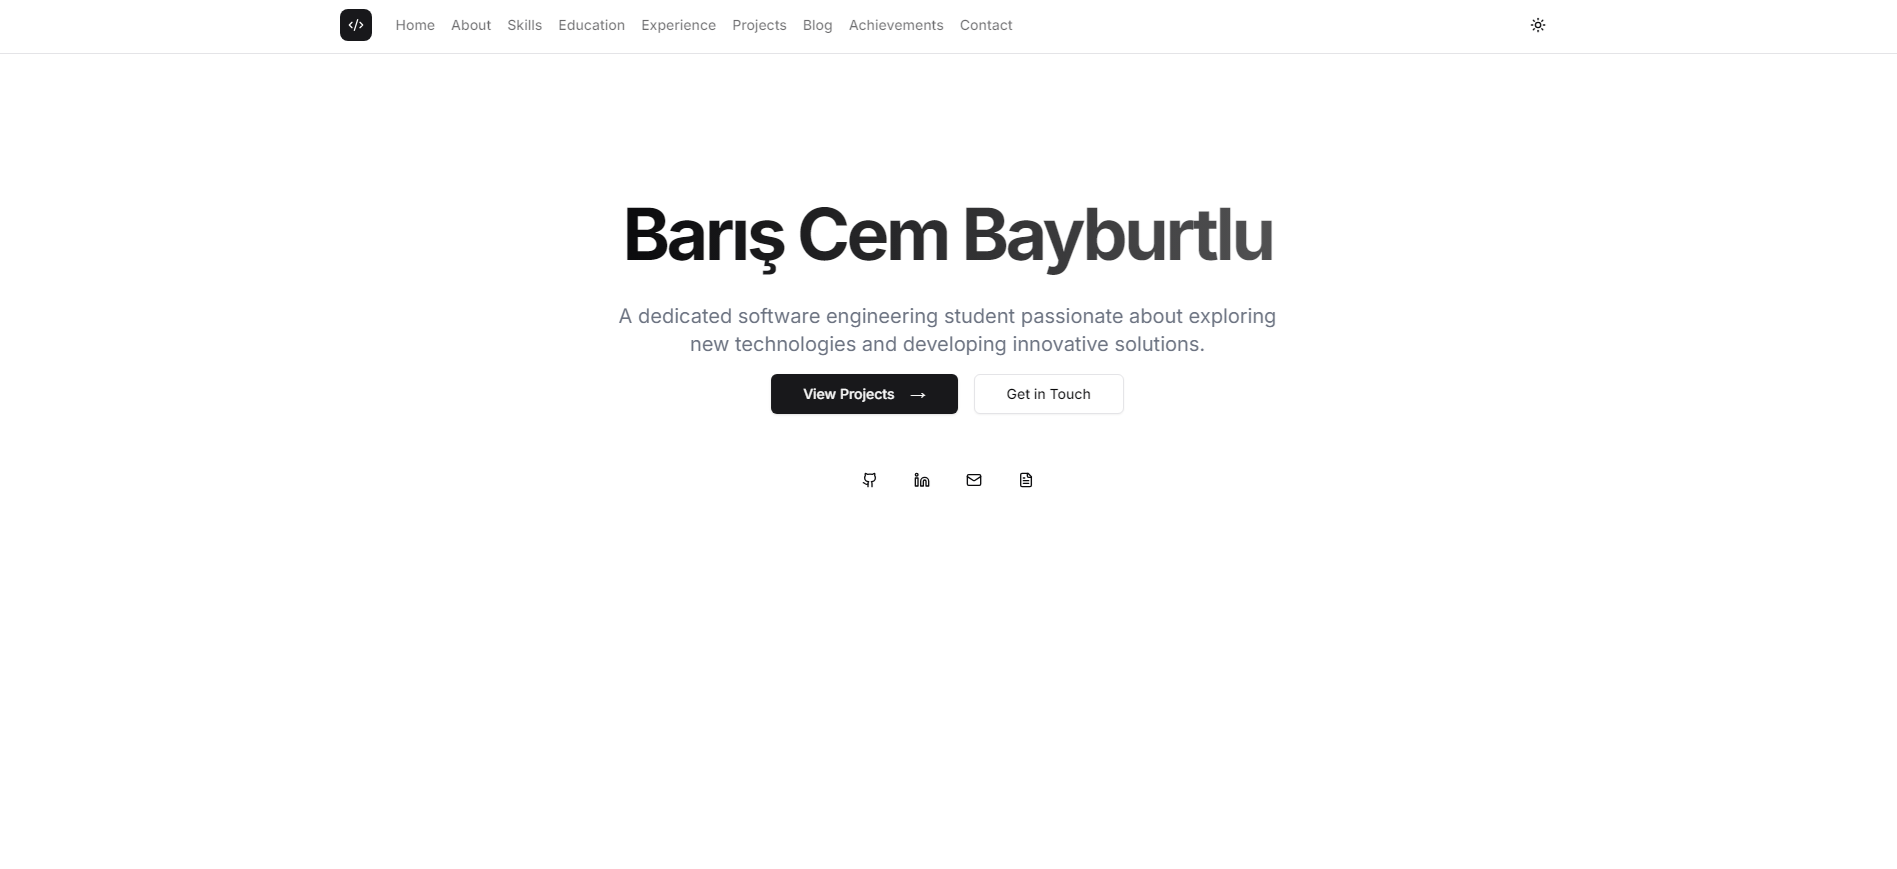 Home About Skills Education Experience Projects Blog Achievements Contact
Barış Cem Bayburtlu
A dedicated software engineering student passionate about exploring
new technologies and developing innovative solutions.
View Projects → Get in Touch